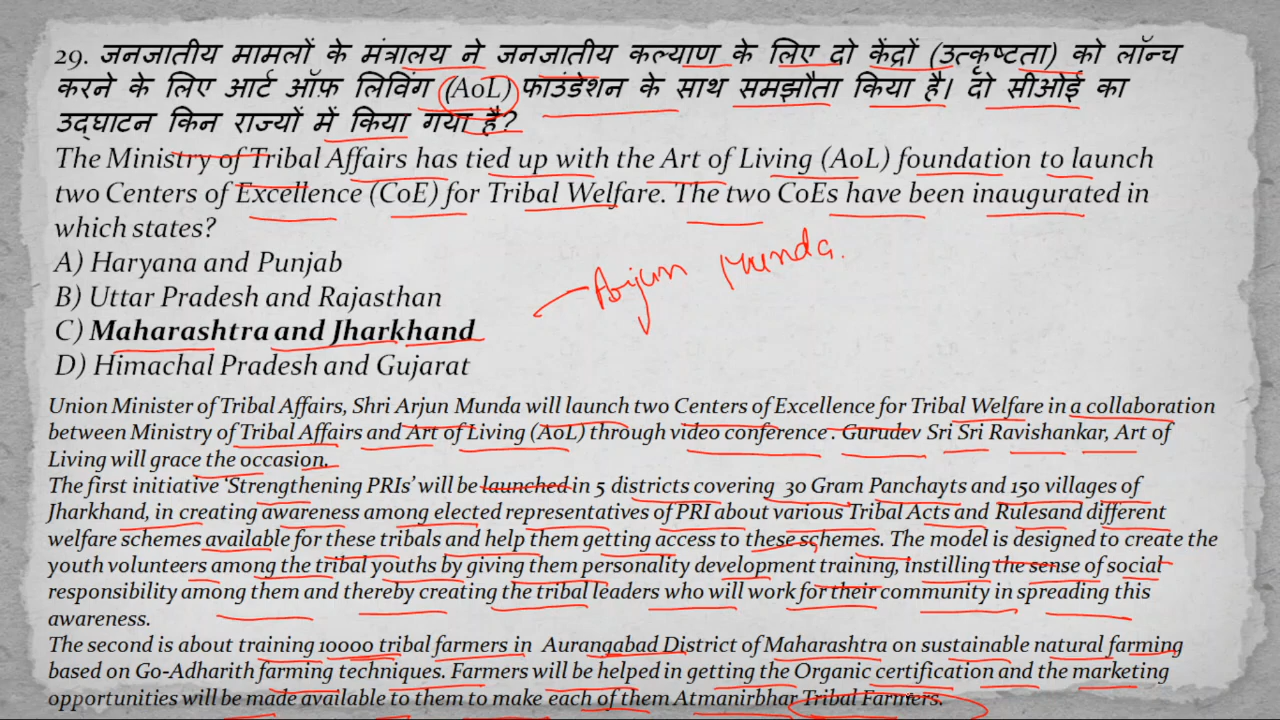 29. जनजातीय मामलों के मंत्रालय ने जनजातीय कल्याण के लिए दो केंद्रों (उत्कृष्टता) को लॉन्च
करने के लिए आर्ट ऑफ़ लिविंग (AoL) फाउंडेशन के साथ समझौता किया है। दो सीओई का
उद्घाटन किन राज्यों में किया गया है?
The Ministry of Tribal Affairs has tied up with the Art of Living (AoL) foundation to launch
two Centers of Excellence (CoE) for Tribal Welfare. The two CoEs have been inaugurated in
which states?
A) Haryana and Punjab
B) Uttar Pradesh and Rajasthan
Arjun Munda.
C) Maharashtra and Jharkhand
D) Himachal Pradesh and Gujarat
Union Minister of Tribal Affairs, Shri Arjun Munda will launch two Centers of Excellence for Tribal Welfare in a collaboration
between Ministry of Tribal Affairs and Art of Living (AoL) through video conference . Gurudev Sri Sri Ravishankar, Art of
Living will grace the occasion.
The first initiative 'Strengthening PRIs' will be launched in 5 districts covering 30 Gram Panchayts and 150 villages of
Jharkhand, in creating awareness among elected representatives of PRI about various Tribal Acts and Rulesand different
welfare schemes available for these tribals and help them getting access to these schemes. The model is designed to create the
youth volunteers among the tribal youths by giving them personality development training, instilling the sense of social
responsibility among them and thereby creating the tribal leaders who will work for their community in spreading this
awareness.
The second is about training 10000 tribal farmers in Aurangabad District of Maharashtra on sustainable natural farming
based on Go-Adharith farming techniques. Farmers will be helped in getting the Organic certification and the marketing
opportunities will be made available to them to make each of them Atmanirbhar Tribal Farmers.